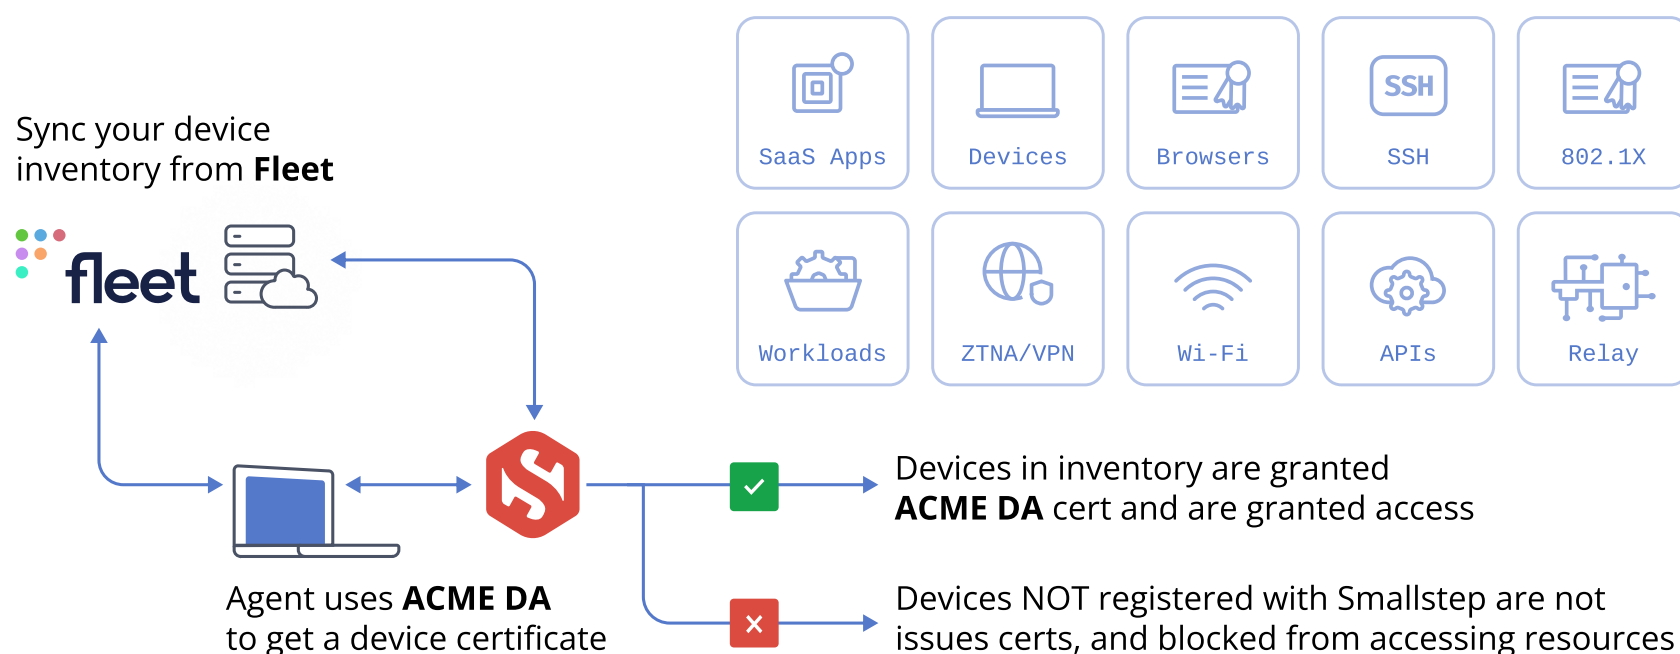 Sync your device
inventory from Fleet
fleet
SaaS Apps
Devices
Browsers
SSH
SSH
802.1X
Workloads
ZTNA/VPN
Wi-Fi
APIs
Relay
S
Devices in inventory are granted
ACME DA cert and are granted access
Agent uses ACME DA
to get a device certificate
Devices NOT registered with Smallstep are not
issues certs, and blocked from accessing resources